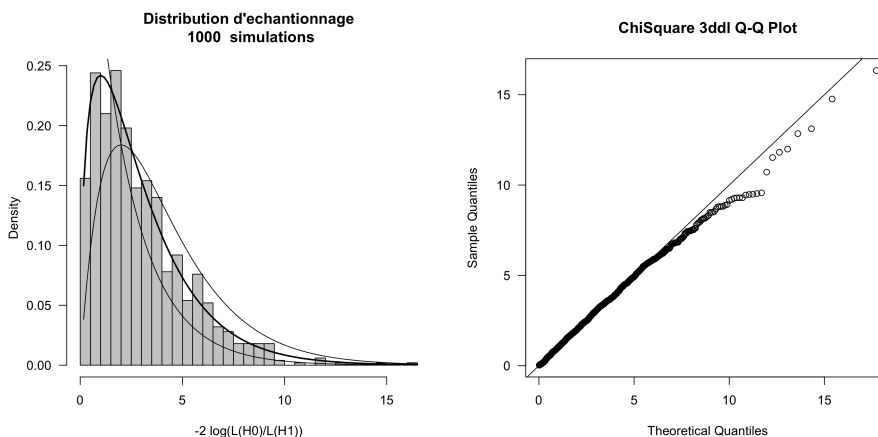 Distribution d'echantionnage
1000 simulations
Density
0.25
0.20
0.15
0.10
0.05
0.00
0
5
10
15
-2 log(L(H0)/L(H1))
ChiSquare 3ddl Q-Q Plot
Sample Quantiles
15
10
5
0
0
5
10
15
Theoretical Quantiles